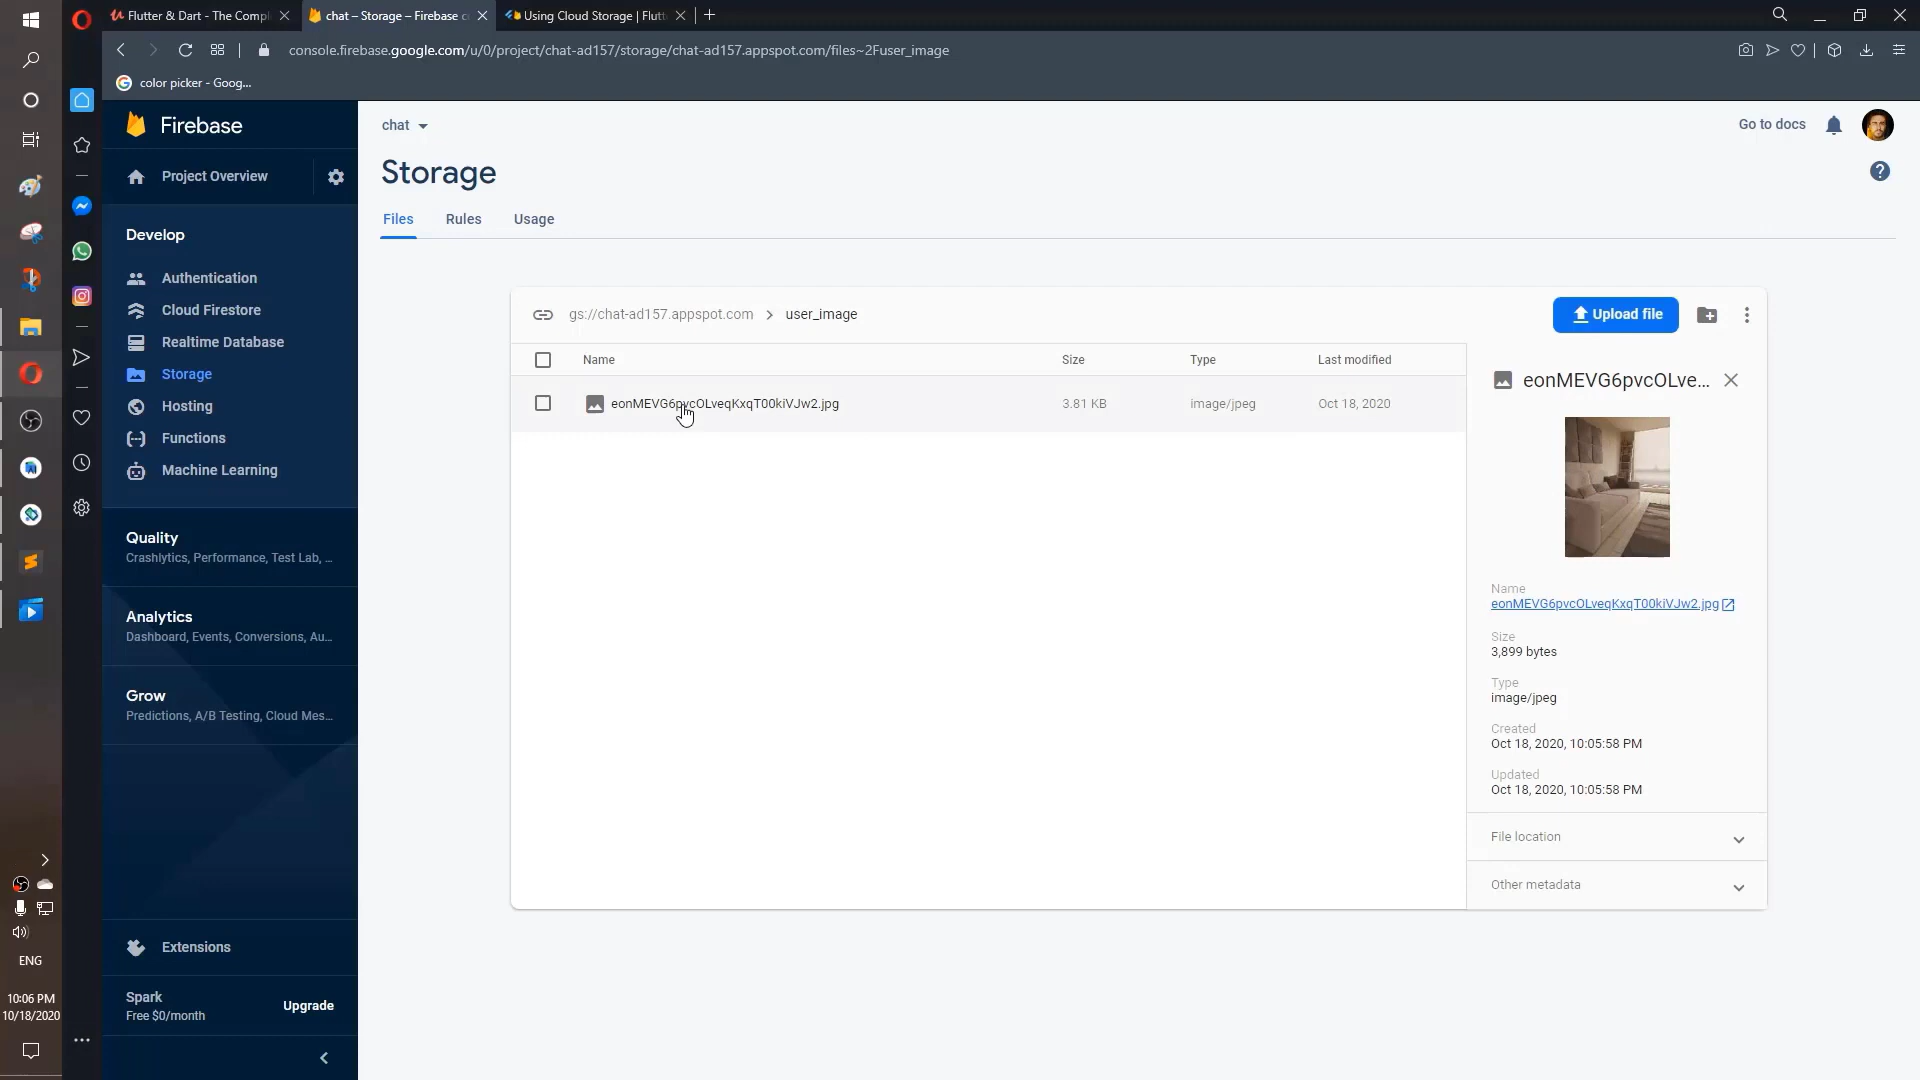 Flutter & Dart - The Compl
chat – Storage – Firebase c
Using Cloud Storage | Flutt
console.firebase.google.com/u/0/project/chat-ad157/storage/chat-ad157.appspot.com/files~2Fuser_image
color picker - Goog...
Firebase
Project Overview
Develop
Authentication
Cloud Firestore
Realtime Database
Storage
Hosting
Functions
Machine Learning
Quality
Crashlytics, Performance, Test Lab, ...
Analytics
Dashboard, Events, Conversions, Au...
Grow
Predictions, A/B Testing, Cloud Mes...
Extensions
Spark
Free $0/month
Upgrade
chat
Go to docs
Storage
Files
Rules
Usage
gs://chat-ad157.appspot.com
user_image
Upload file
Name
Size
Type
Last modified
eonMEVG6pvcOLveqKxqT00kiVJw2.jpg
3.81 KB
image/jpeg
Oct 18, 2020
eonMEVG6pvcOLve...
Name
eonMEVG6pvcOLveqKxqT00kiVJw2.jpg
Size
3,899 bytes
Type
image/jpeg
Created
Oct 18, 2020, 10:05:58 PM
Updated
Oct 18, 2020, 10:05:58 PM
File location
Other metadata
ENG
10:06 PM
10/18/2020